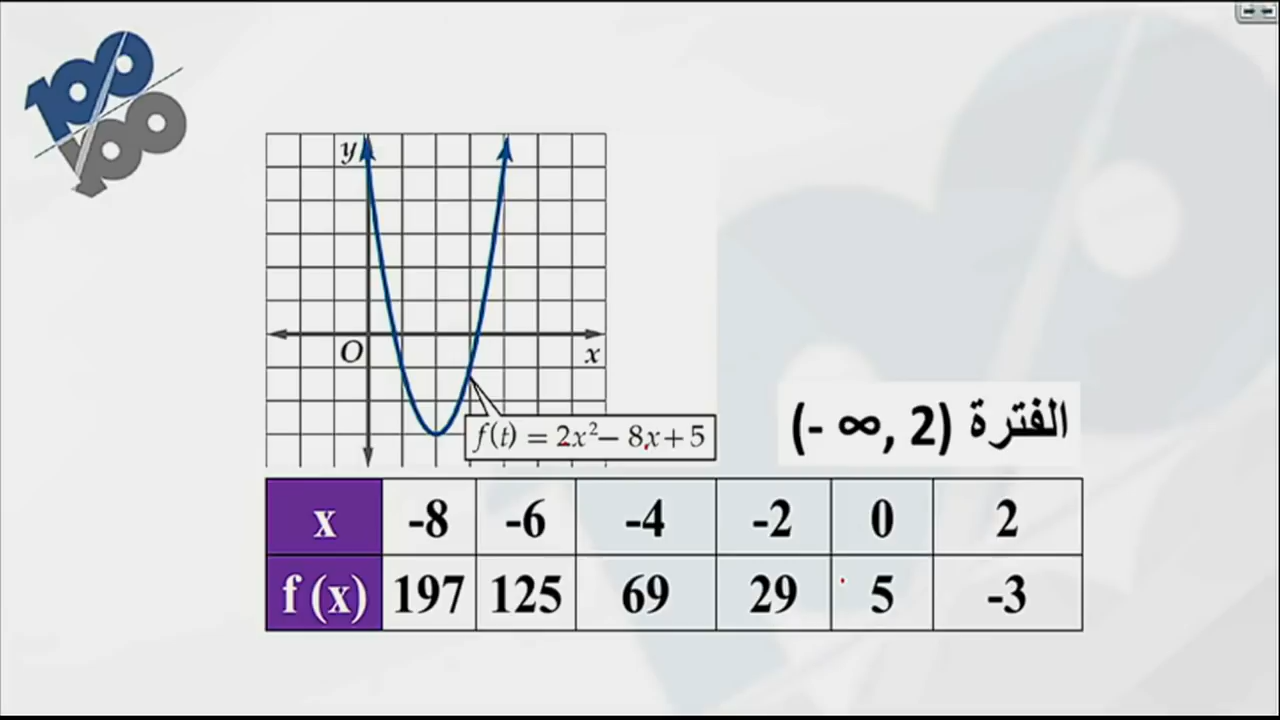 100
100
y
O
x
f(t) = 2x² – 8x + 5
الفترة (- ∞, 2)
x -8 -6 -4 -2 0 2
f (x) 197 125 69 29 5 -3